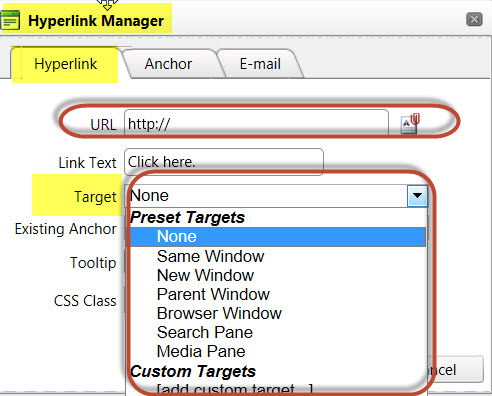 Hyperlink Manager
Hyperlink Anchor E-mail
URL http://
Link Text Click here.
Target None
Existing Anchor
Preset Targets
None
Tooltip
Same Window
New Window
CSS Class
Parent Window
Browser Window
Search Pane
Media Pane
Custom Targets
[add custom target...]